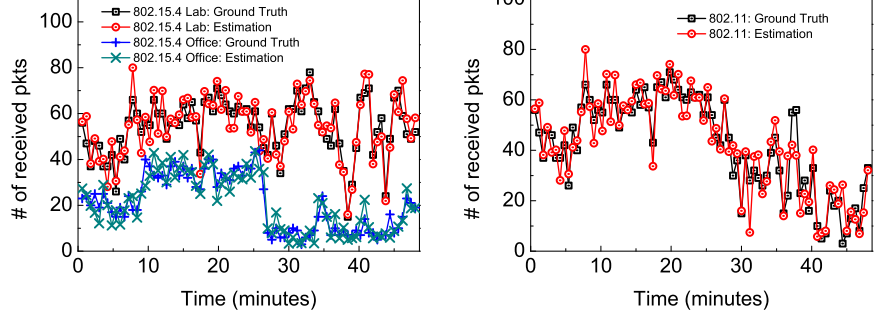 802.15.4 Lab: Ground Truth
802.15.4 Lab: Estimation
802.15.4 Office: Ground Truth
802.15.4 Office: Estimation
100
80
60
40
20
0
# of received pkts
0 10 20 30 40
Time (minutes)
802.11: Ground Truth
802.11: Estimation
100
80
60
40
20
0
# of received pkts
0 10 20 30 40
Time (minutes)